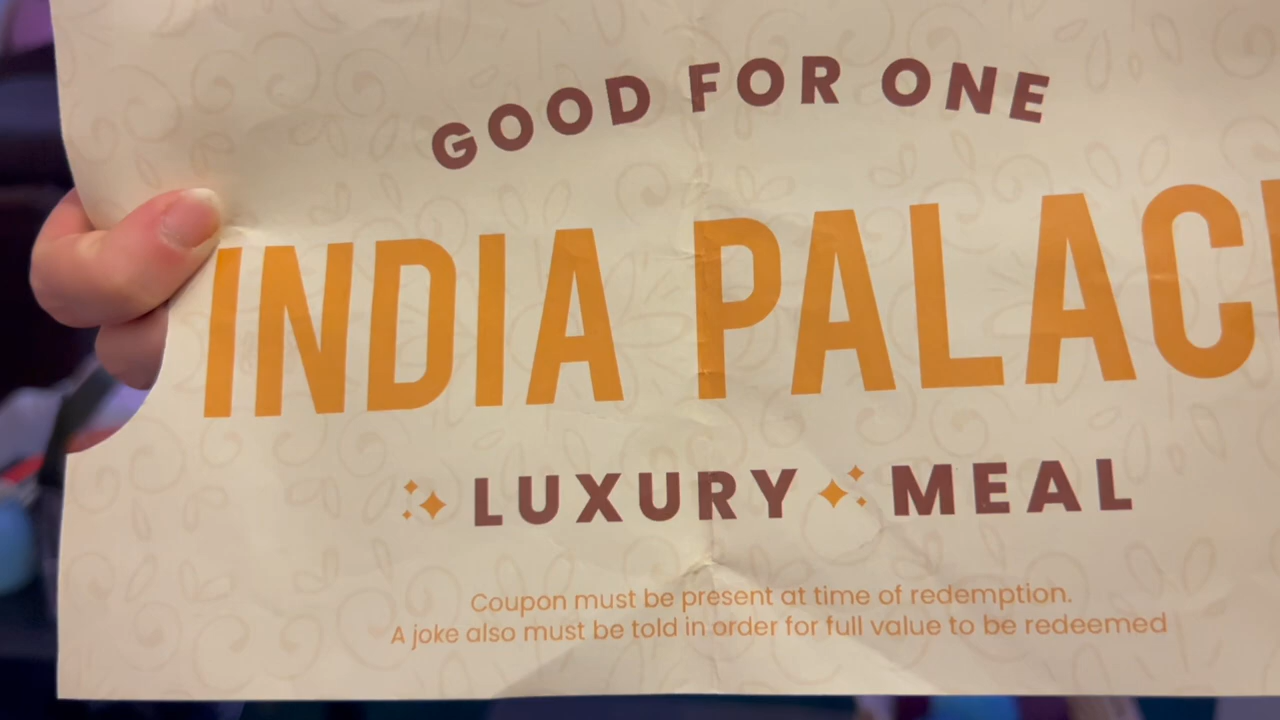 GOOD FOR ONE
INDIA PALAC
LUXURY MEAL
Coupon must be present at time of redemption.
A joke also must be told in order for full value to be redeemed